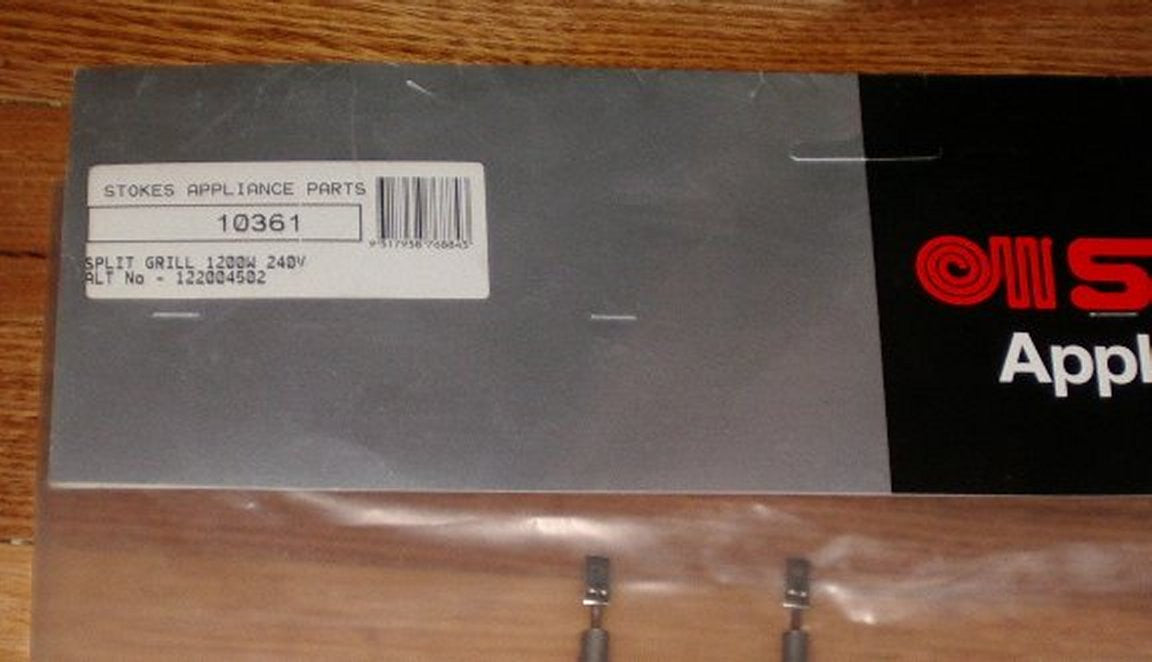 STOKES APPLIANCE PARTS
10361
SPLIT GRILL 1200W 240V
ALT No - 122004502
S
Appl